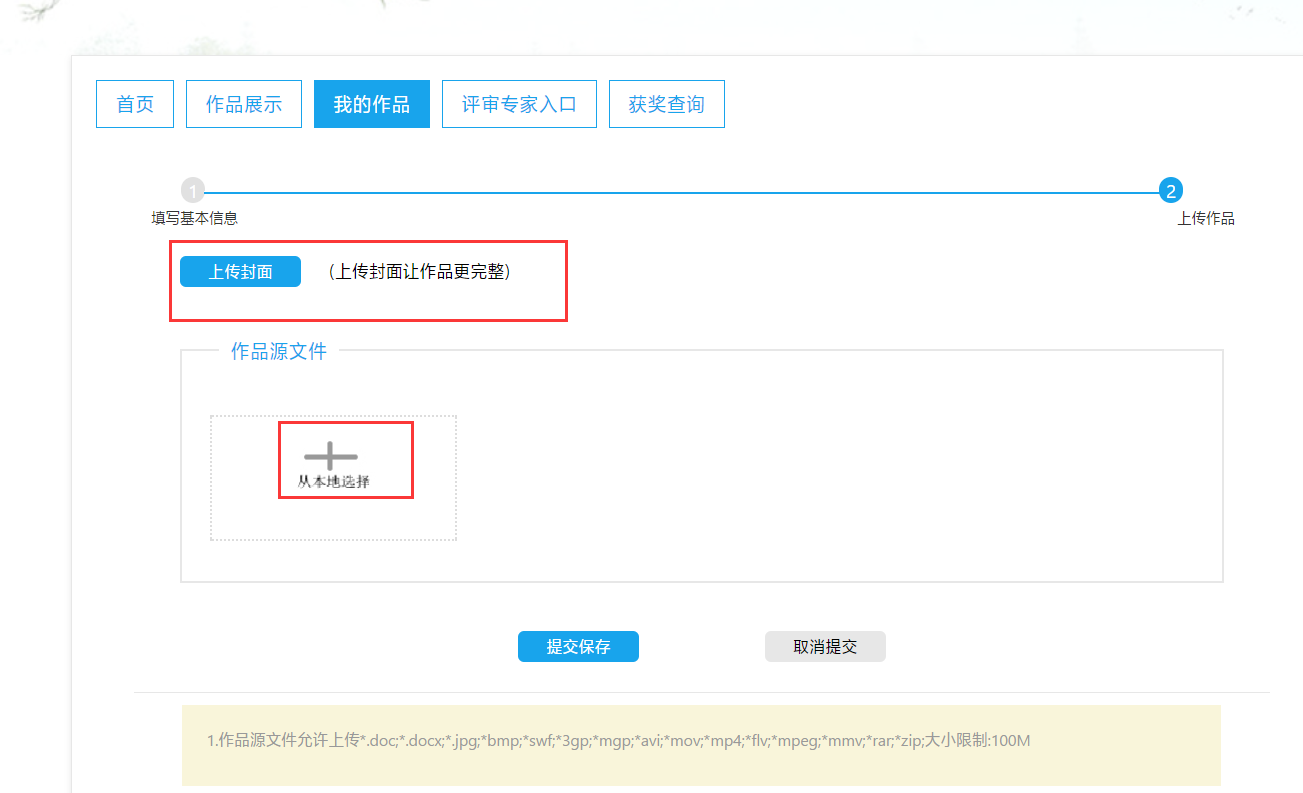 首页 作品展示 我的作品 评审专家入口 获奖查询
1 2
填写基本信息 上传作品
上传封面 (上传封面让作品更完整)
作品源文件
从本地选择
提交保存 取消提交
1.作品源文件允许上传*.doc;*.docx;*.jpg;*bmp;*swf;*3gp;*mgp;*avi;*mov;*mp4;*flv;*mpeg;*mmv;*rar;*zip;大小限制:100M